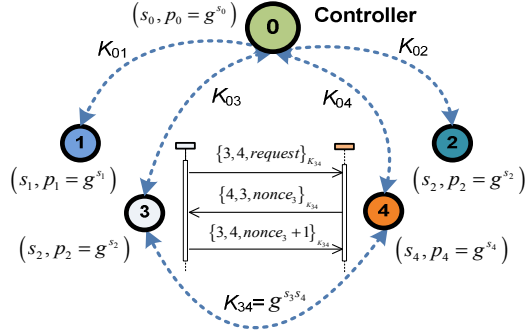 (s₀, p₀ = g^{s₀})
Controller
0
K₀₁
K₀₂
K₀₃
K₀₄
1
2
{3,4,request}_{K₃₄}
(s₁, p₁ = g^{s₁})
(s₂, p₂ = g^{s₂})
{4,3,nonce₃}_{K₃₄}
3
4
(s₂, p₂ = g^{s₂})
{3,4,nonce₃ +1}_{K₃₄}
(s₄, p₄ = g^{s₄})
K₃₄= g^{s₃s₄}